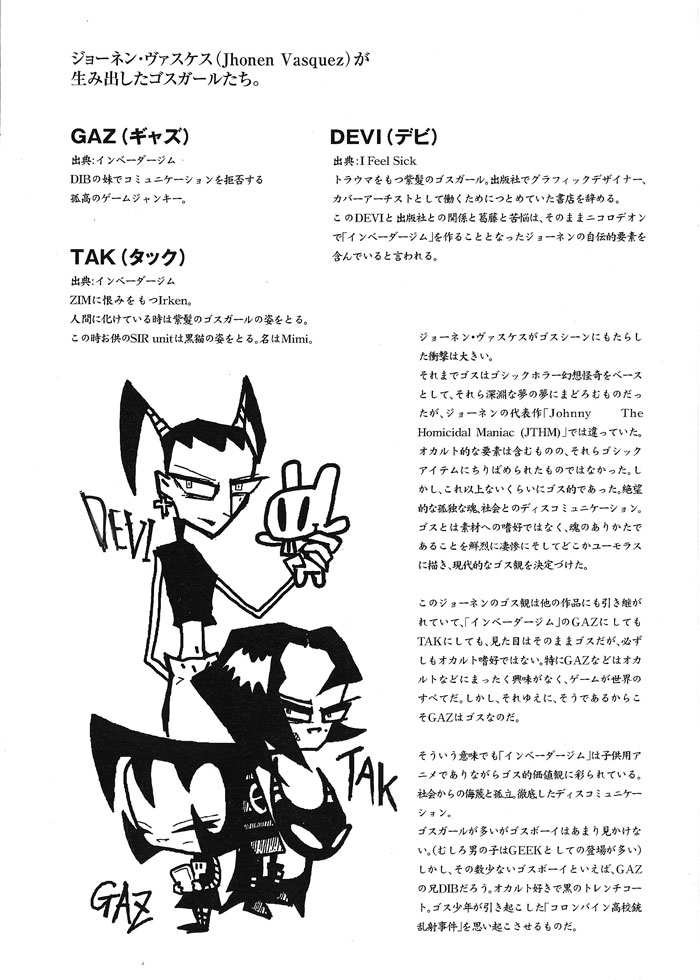 ジョーネン・ヴァスケス（Jhonen Vasquez）が
生み出したゴスガールたち。
GAZ（ギャズ）
出典：インベーダージム
DIBの妹でコミュニケーションを拒否する
孤高のゲームジャンキー。
TAK（タック）
出典：インベーダージム
ZIMに恨みをもつIrken。
人間に化けている時は紫髪のゴスガールの姿をとる。
この時お供のSIR unitは黒猫の姿をとる。名はMimi。
DEVI（デビ）
出典：I Feel Sick
トラウマをもつ紫髪のゴスガール。出版社でグラフィックデザイナー、
カバーアーチストとして働くためにつとめていた書店を辞める。
このDEVIと出版社との関係と葛藤と苦悩は、そのままニコロデオン
で「インベーダージム」を作ることとなったジョーネンの自伝的要素を
含んでいると言われる。
ジョーネン・ヴァスケスがゴスシーンにもたらし
た衝撃は大きい。
それまでゴスはゴシックホラー幻想怪奇をベース
として、それら深淵な夢の夢にまどろむものだっ
たが、ジョーネンの代表作「Johnny The
Homicidal Maniac (JTHM)」では違っていた。
オカルト的な要素は含むものの、それらゴシック
アイテムにちりばめられたものではなかった。し
かし、これ以上ないくらいにゴス的であった。絶望
的な孤独な魂、社会とのディスコミュニケーション。
ゴスとは素材への嗜好ではなく、魂のありかたで
あることを鮮烈に凄惨にそしてどこかユーモラス
に描き、現代的なゴス観を決定づけた。
このジョーネンのゴス観は他の作品にも引き継が
れていて、「インベーダージム」のGAZにしても
TAKにしても、見た目はそのままゴスだが、必ず
しもオカルト嗜好ではない。特にGAZなどはオカ
ルトなどにまったく興味がなく、ゲームが世界の
すべてだ。しかし、それゆえに、そうであるからこ
そGAZはゴスなのだ。
そういう意味でも「インベーダージム」は子供用ア
ニメでありながらゴス的価値観に彩られている。
社会からの侮蔑と孤立。徹底したディスコミュニケー
ション。
ゴスガールが多いがゴスボーイはあまり見かけな
い。（むしろ男の子はGEEKとしての登場が多い）
しかし、その数少ないゴスボーイといえば、GAZ
の兄DIBだろう。オカルト好きで黒のトレンチコー
ト。ゴス少年が引き起こした「コロンバイン高校銃
乱射事件」を思い起こさせるものだ。
DEVI
TAK
GAZ